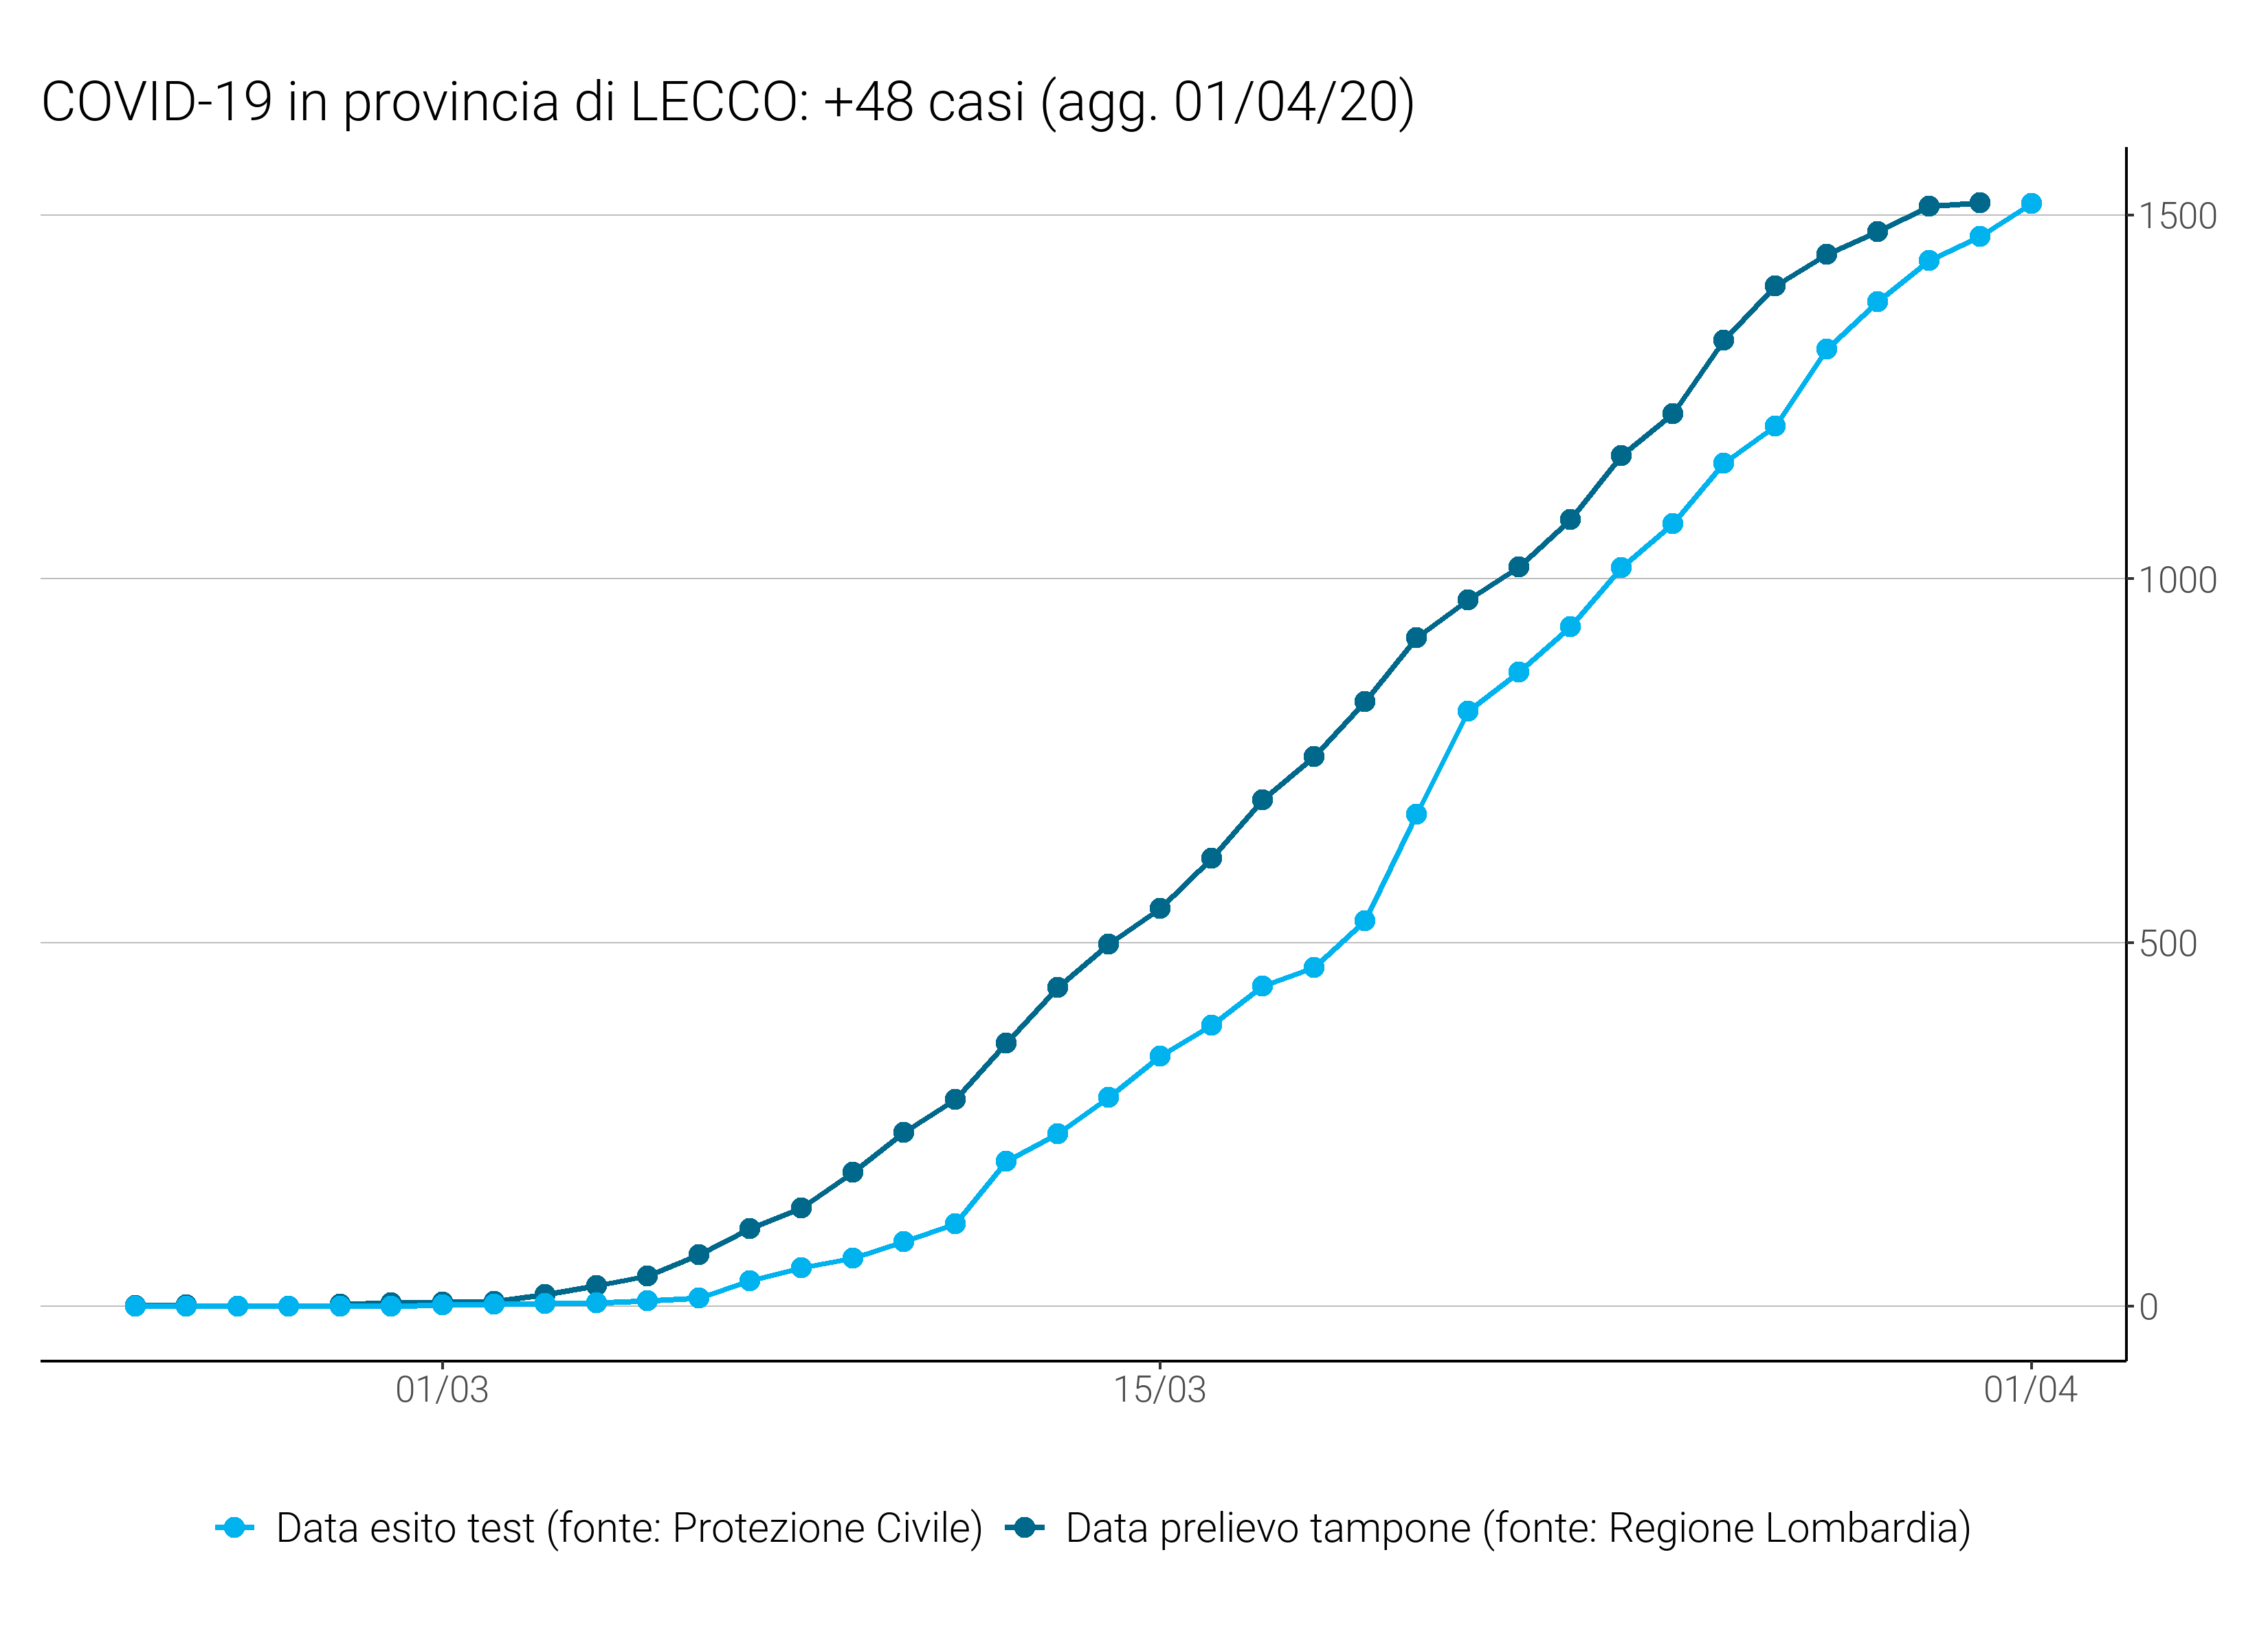 COVID-19 in provincia di LECCO: +48 casi (agg. 01/04/20)
1500
1000
500
0
01/03 15/03 01/04
Data esito test (fonte: Protezione Civile) Data prelievo tampone (fonte: Regione Lombardia)